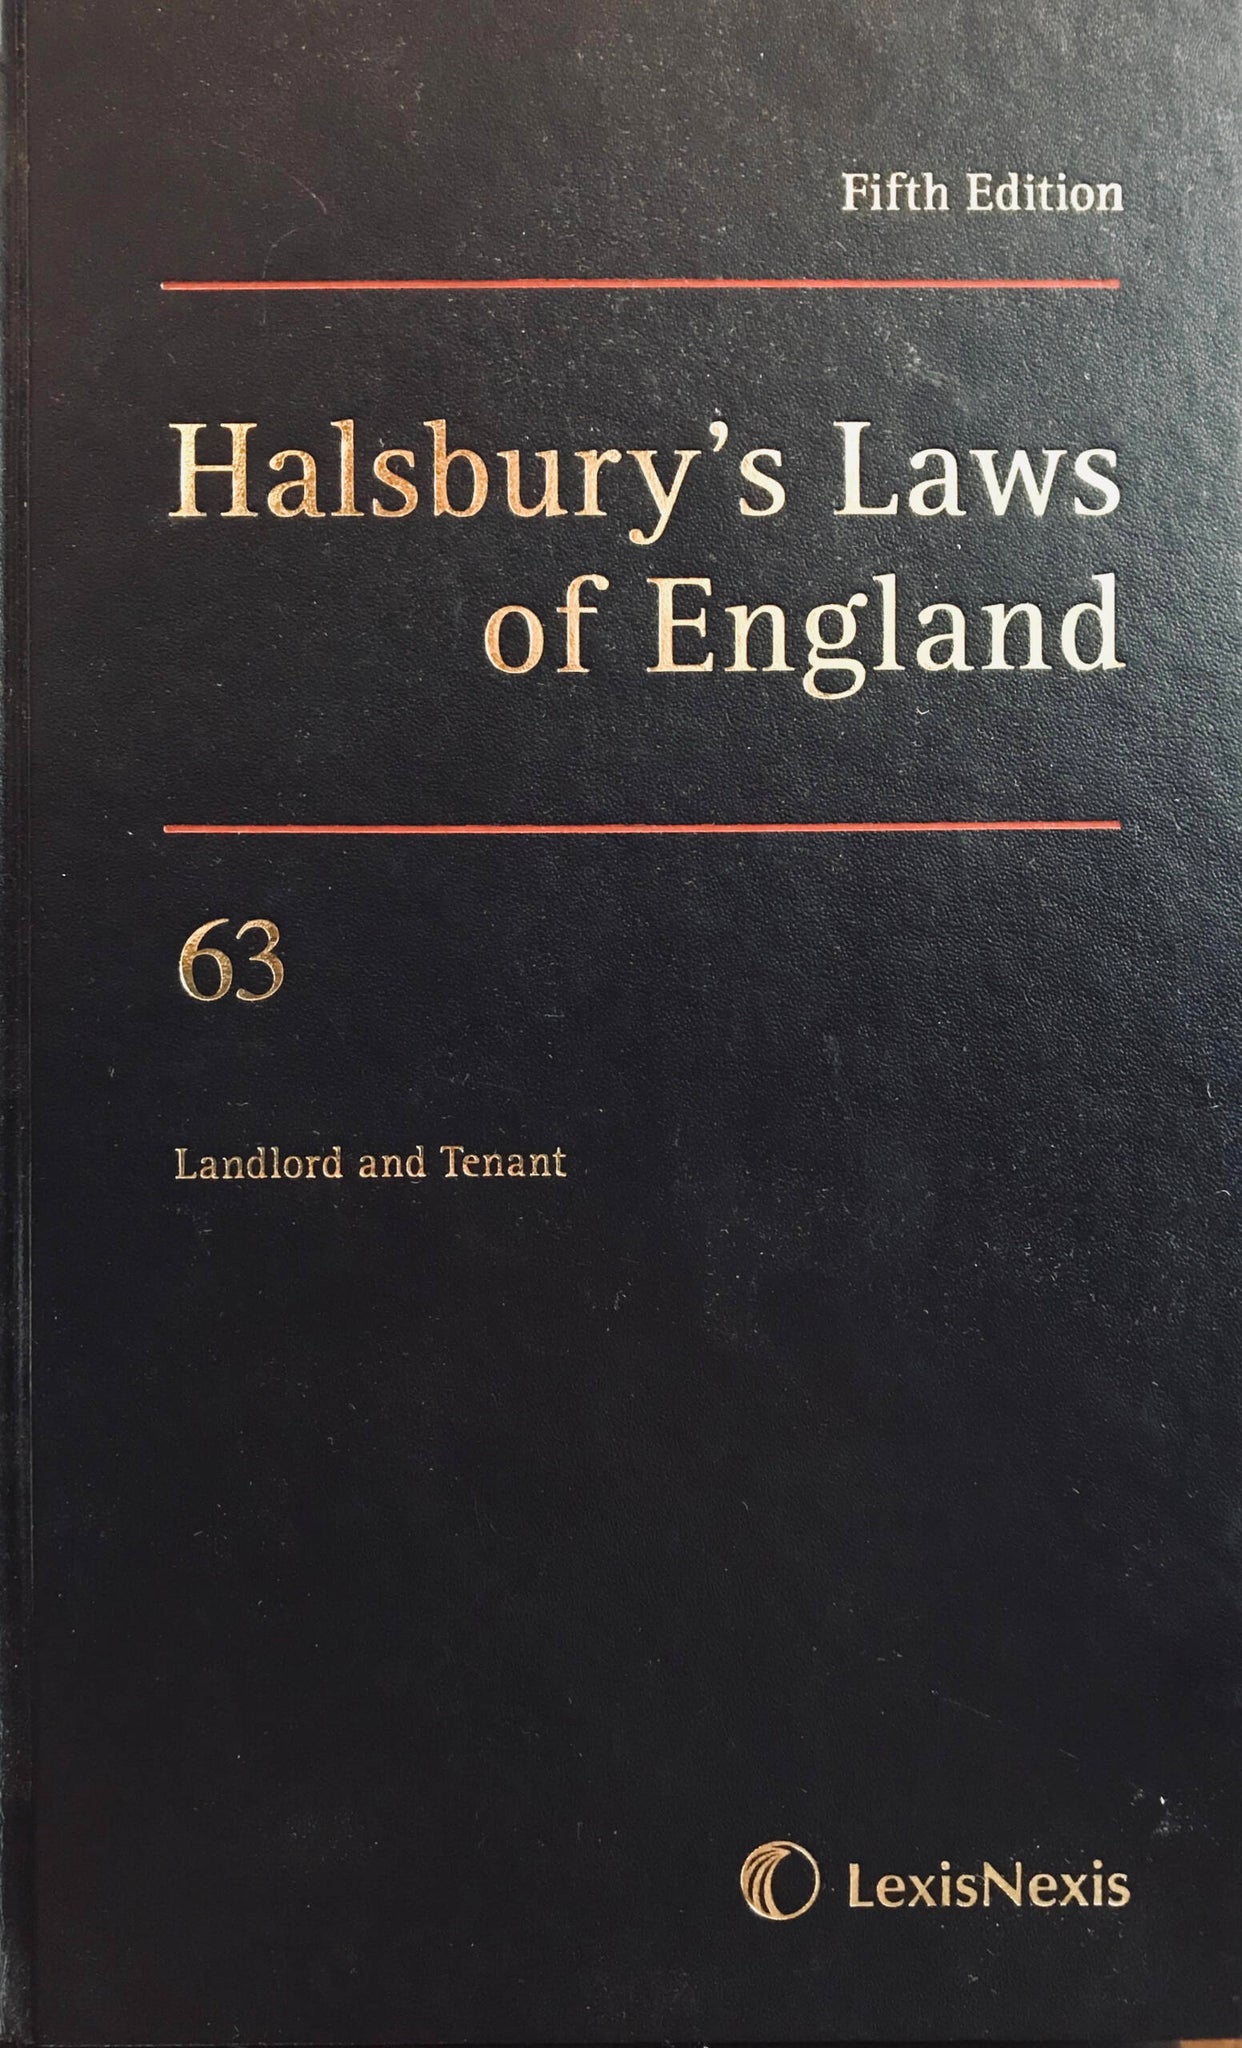 Fifth Edition
Halsbury’s Laws
of England
63
Landlord and Tenant
LexisNexis